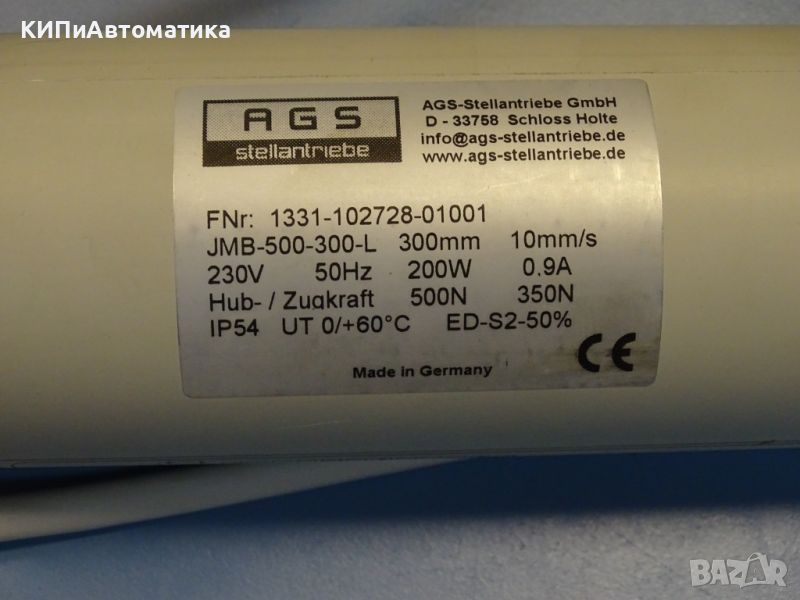 КИПиАвтоматика
AGS
stellantriebe
AGS-Stellantriebe GmbH
D - 33758 Schloss Holte
info@ags-stellantriebe.de
www.ags-stellantriebe.de
FNr: 1331-102728-01001
JMB-500-300-L 300mm 10mm/s
230V 50Hz 200W 0.9A
Hub- / Zugkraft 500N 350N
IP54 UT 0/+60°C ED-S2-50%
CE
Made in Germany
BAZAR